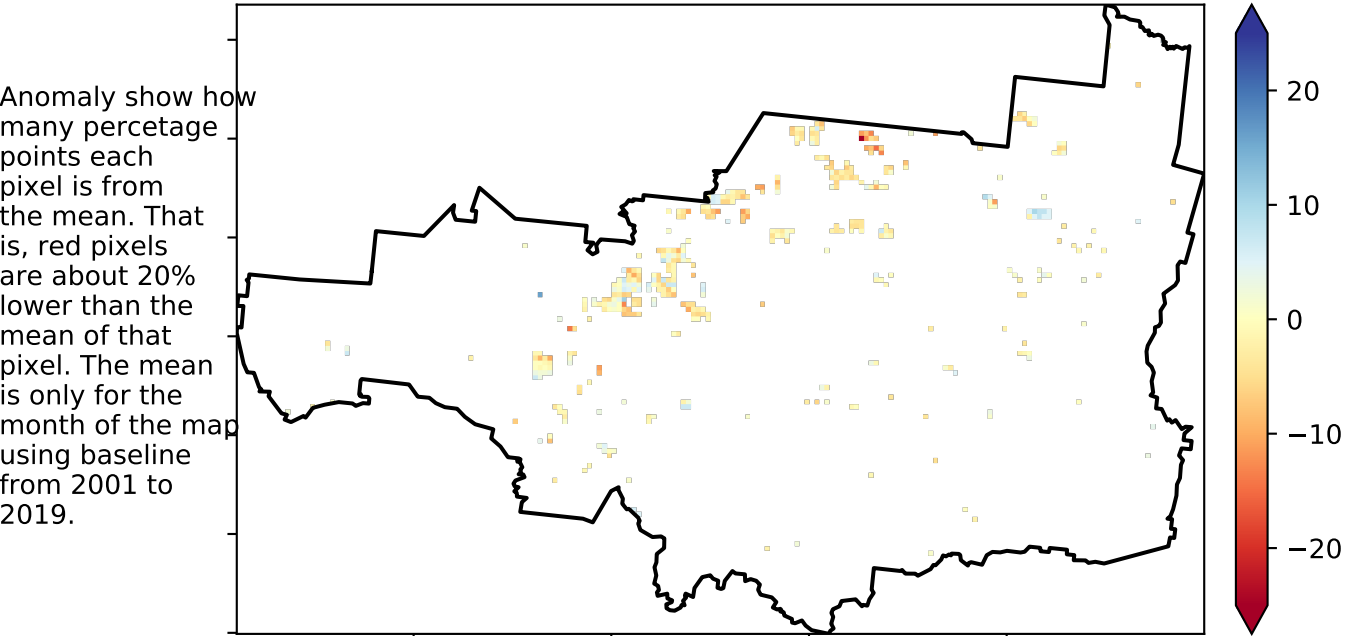 Anomaly show how
many percetage
points each
pixel is from
the mean. That
is, red pixels
are about 20%
lower than the
mean of that
pixel. The mean
is only for the
month of the map
using baseline
from 2001 to
2019.
20
10
0
−10
−20